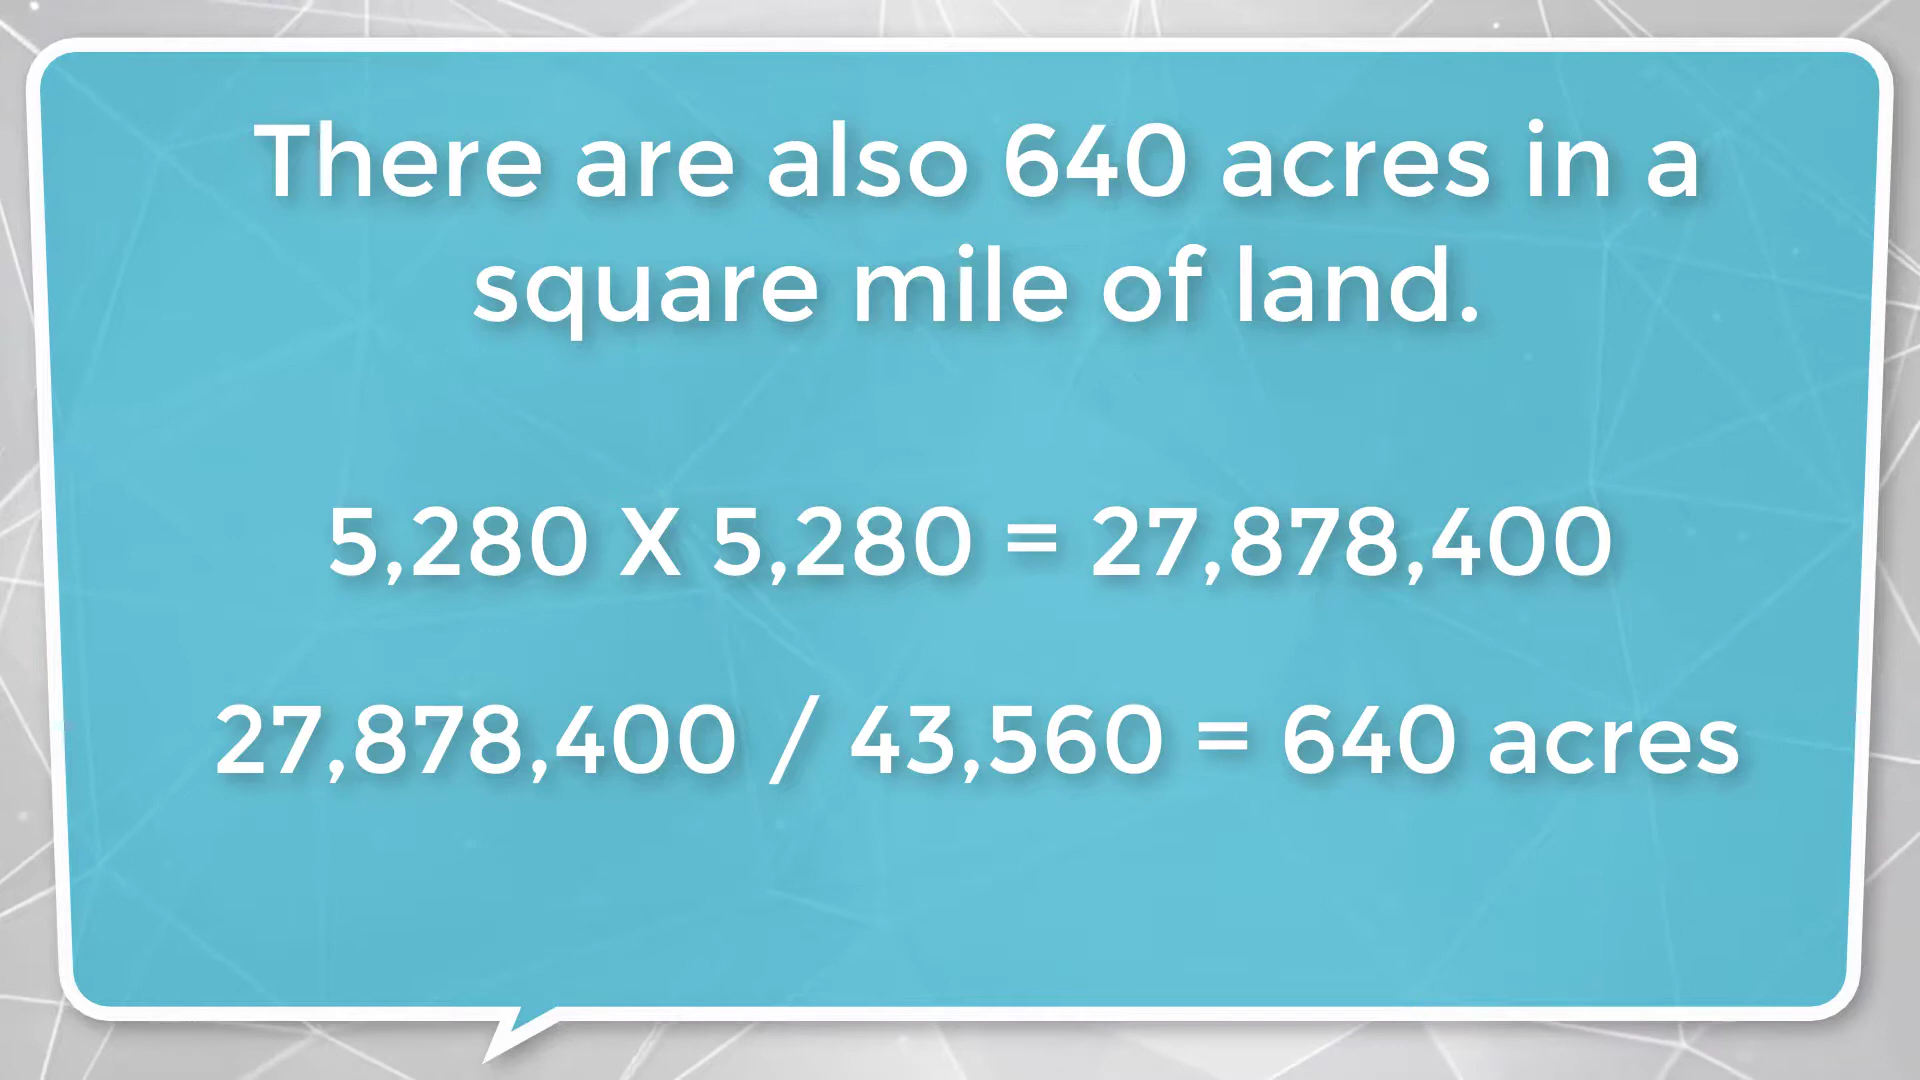 There are also 640 acres in a
square mile of land.
5,280 X 5,280 = 27,878,400
27,878,400 / 43,560 = 640 acres